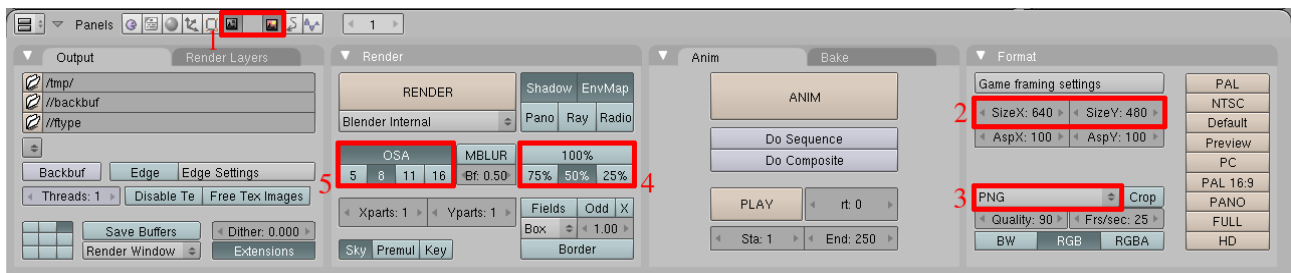 Panels 1
1
Output Render Layers
/tmp/
//backbuf
//ftype
Backbuf Edge Edge Settings
Threads: 1 Disable Te Free Tex Images
Save Buffers Dither: 0.000
Render Window Extensions
Render
RENDER Shadow EnvMap
Blender Internal Pano Ray Radio
OSA MBLUR 100%
5 5 8 11 16 Bf: 0.50 75% 50% 25% 4
Xparts: 1 Yparts: 1 Fields Odd X
Box 1.00
Sky Premul Key Border
Anim Bake
ANIM
Do Sequence
Do Composite
PLAY rt: 0
Sta: 1 End: 250
Format
Game framing settings PAL
2 SizeX: 640 SizeY: 480 NTSC
Default
AspX: 100 AspY: 100 Preview
PC
PAL 16:9
3 PNG Crop PANO
Quality: 90 Frs/sec: 25 FULL
BW RGB RGBA HD